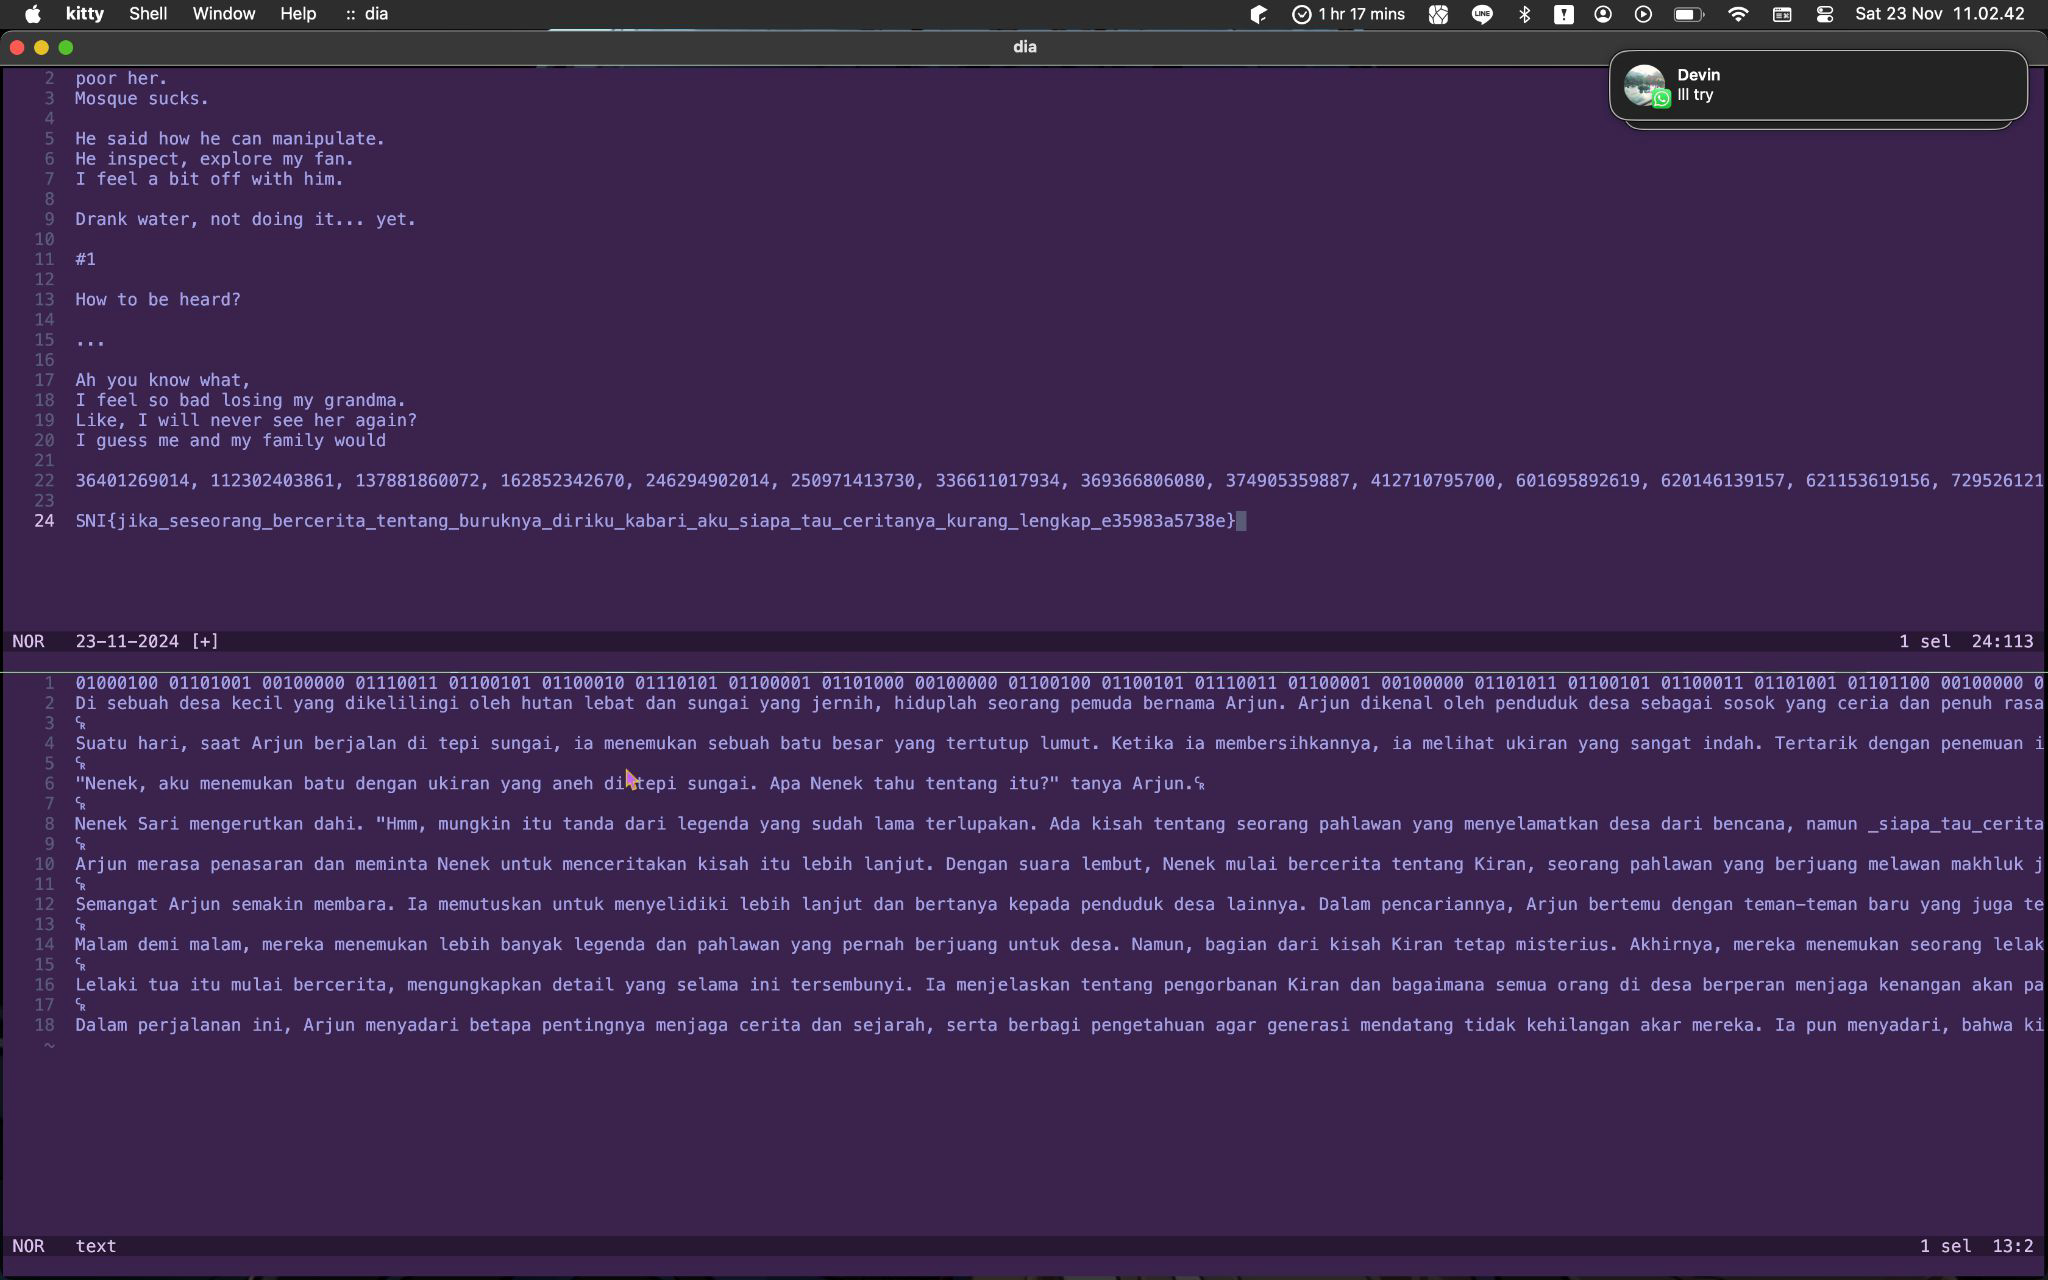 kitty Shell Window Help :: dia 1 hr 17 mins LINE Sat 23 Nov 11.02.42
dia
Devin
Ill try
2 poor her.
3 Mosque sucks.
4
5 He said how he can manipulate.
6 He inspect, explore my fan.
7 I feel a bit off with him.
8
9 Drank water, not doing it... yet.
10
11 #1
12
13 How to be heard?
14
15 ...
16
17 Ah you know what,
18 I feel so bad losing my grandma.
19 Like, I will never see her again?
20 I guess me and my family would
21
22 36401269014, 112302403861, 137881860072, 162852342670, 246294902014, 250971413730, 336611017934, 369366806080, 374905359887, 412710795700, 601695892619, 620146139157, 621153619156, 729526121
23
24 SNI{jika_seseorang_bercerita_tentang_buruknya_diriku_kabari_aku_siapa_tau_ceritanya_kurang_lengkap_e35983a5738e}
NOR 23-11-2024 [+] 1 sel 24:113
1 01000100 01101001 00100000 01110011 01100101 01100010 01110101 01100001 01101000 00100000 01100100 01100101 01110011 01100001 00100000 01101011 01100101 01100011 01101001 01101100 00100000 0
2 Di sebuah desa kecil yang dikelilingi oleh hutan lebat dan sungai yang jernih, hiduplah seorang pemuda bernama Arjun. Arjun dikenal oleh penduduk desa sebagai sosok yang ceria dan penuh rasa
3 ␍
4 Suatu hari, saat Arjun berjalan di tepi sungai, ia menemukan sebuah batu besar yang tertutup lumut. Ketika ia membersihkannya, ia melihat ukiran yang sangat indah. Tertarik dengan penemuan i
5 ␍
6 "Nenek, aku menemukan batu dengan ukiran yang aneh di tepi sungai. Apa Nenek tahu tentang itu?" tanya Arjun.␍
7 ␍
8 Nenek Sari mengerutkan dahi. "Hmm, mungkin itu tanda dari legenda yang sudah lama terlupakan. Ada kisah tentang seorang pahlawan yang menyelamatkan desa dari bencana, namun _siapa_tau_cerita
9 ␍
10 Arjun merasa penasaran dan meminta Nenek untuk menceritakan kisah itu lebih lanjut. Dengan suara lembut, Nenek mulai bercerita tentang Kiran, seorang pahlawan yang berjuang melawan makhluk j
11 ␍
12 Semangat Arjun semakin membara. Ia memutuskan untuk menyelidiki lebih lanjut dan bertanya kepada penduduk desa lainnya. Dalam pencariannya, Arjun bertemu dengan teman-teman baru yang juga te
13 ␍
14 Malam demi malam, mereka menemukan lebih banyak legenda dan pahlawan yang pernah berjuang untuk desa. Namun, bagian dari kisah Kiran tetap misterius. Akhirnya, mereka menemukan seorang lelak
15 ␍
16 Lelaki tua itu mulai bercerita, mengungkapkan detail yang selama ini tersembunyi. Ia menjelaskan tentang pengorbanan Kiran dan bagaimana semua orang di desa berperan menjaga kenangan akan pa
17 ␍
18 Dalam perjalanan ini, Arjun menyadari betapa pentingnya menjaga cerita dan sejarah, serta berbagi pengetahuan agar generasi mendatang tidak kehilangan akar mereka. Ia pun menyadari, bahwa ki
~
NOR text 1 sel 13:2